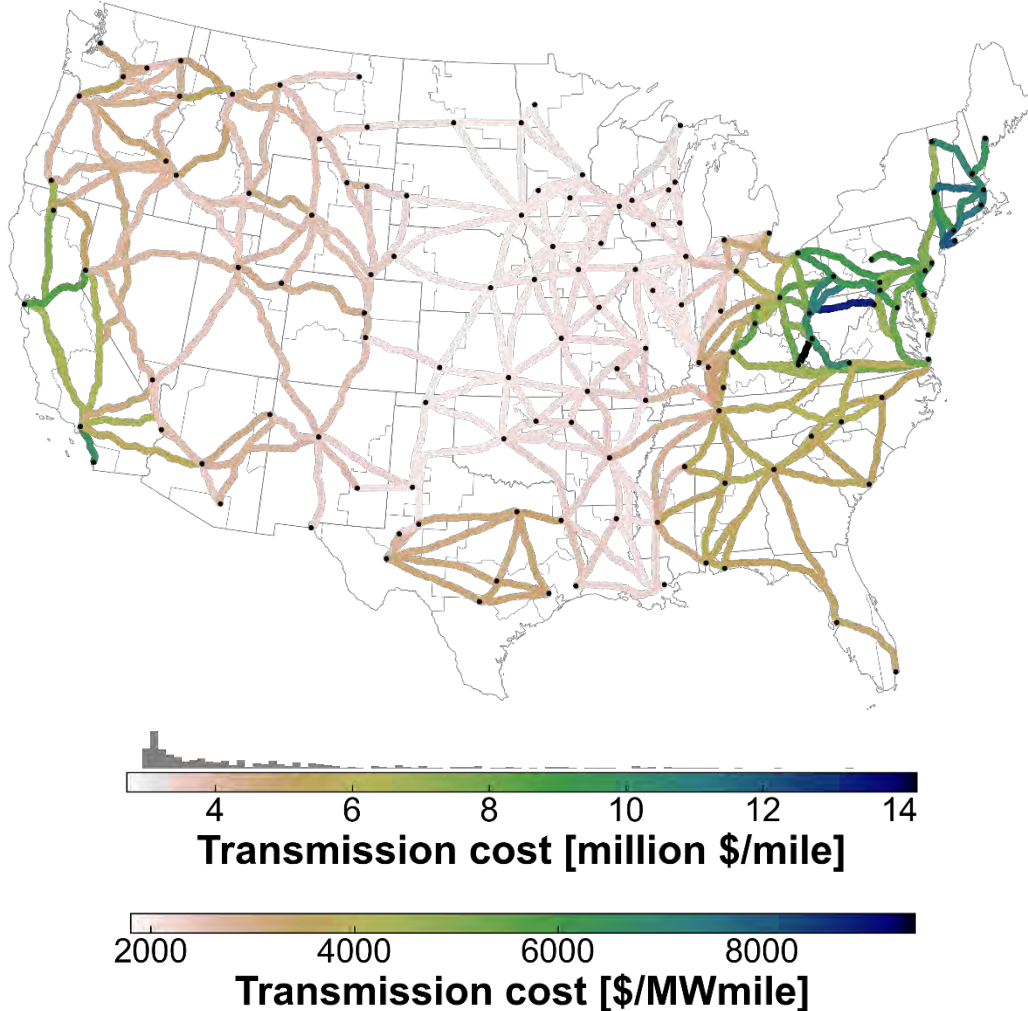 4 6 8 10 12 14
Transmission cost [million $/mile]
2000 4000 6000 8000
Transmission cost [$/MWmile]